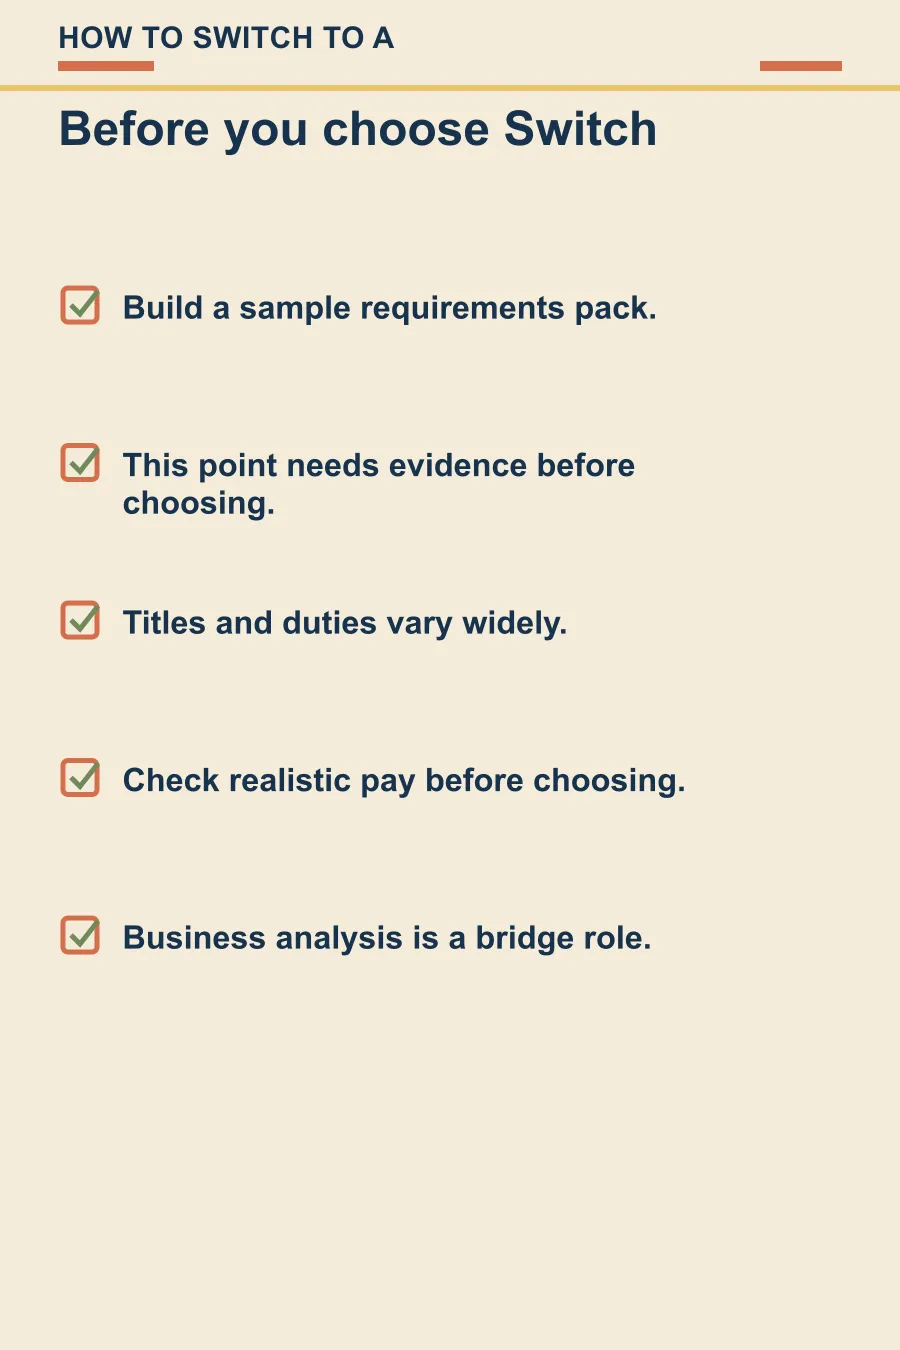 HOW TO SWITCH TO A
Before you choose Switch
Build a sample requirements pack.
This point needs evidence before
choosing.
Titles and duties vary widely.
Check realistic pay before choosing.
Business analysis is a bridge role.